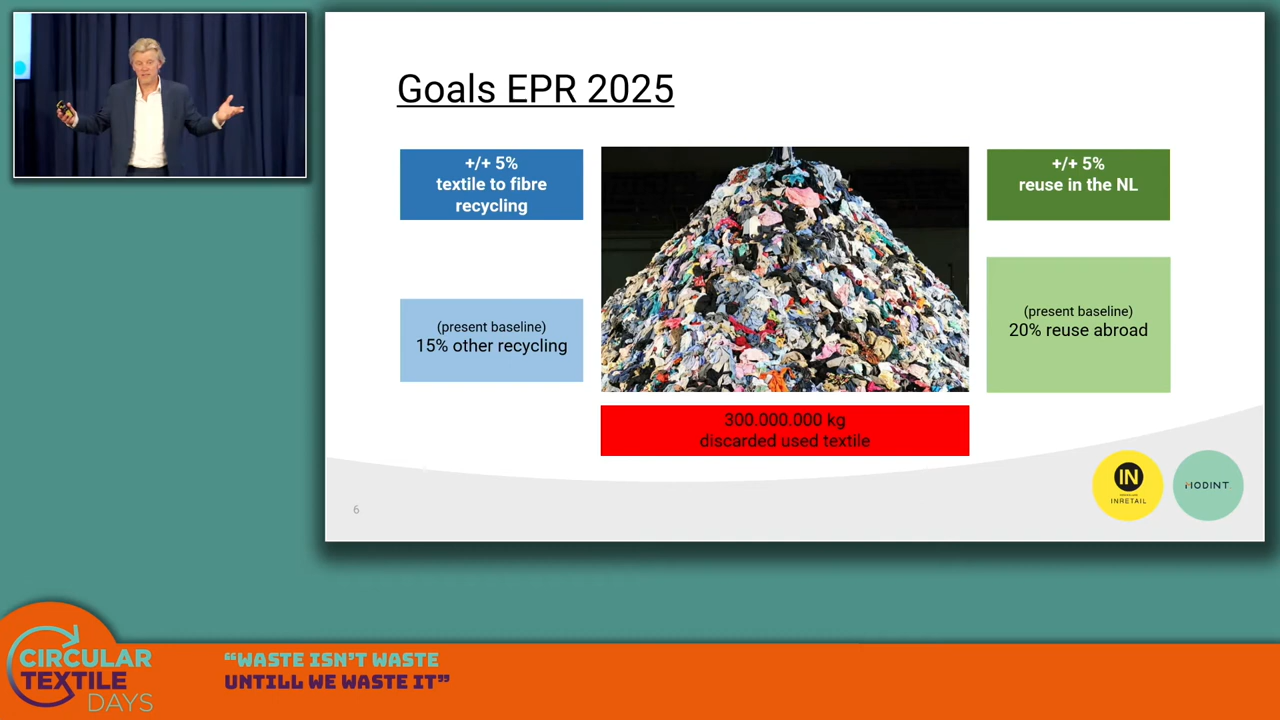 Goals EPR 2025
+/+ 5%
textile to fibre
recycling
(present baseline)
15% other recycling
300.000.000 kg
discarded used textile
+/+ 5%
reuse in the NL
(present baseline)
20% reuse abroad
6
IN
INRETAIL
MODINT
CIRCULAR
TEXTILE
DAYS
“WASTE ISN’T WASTE
UNTILL WE WASTE IT”